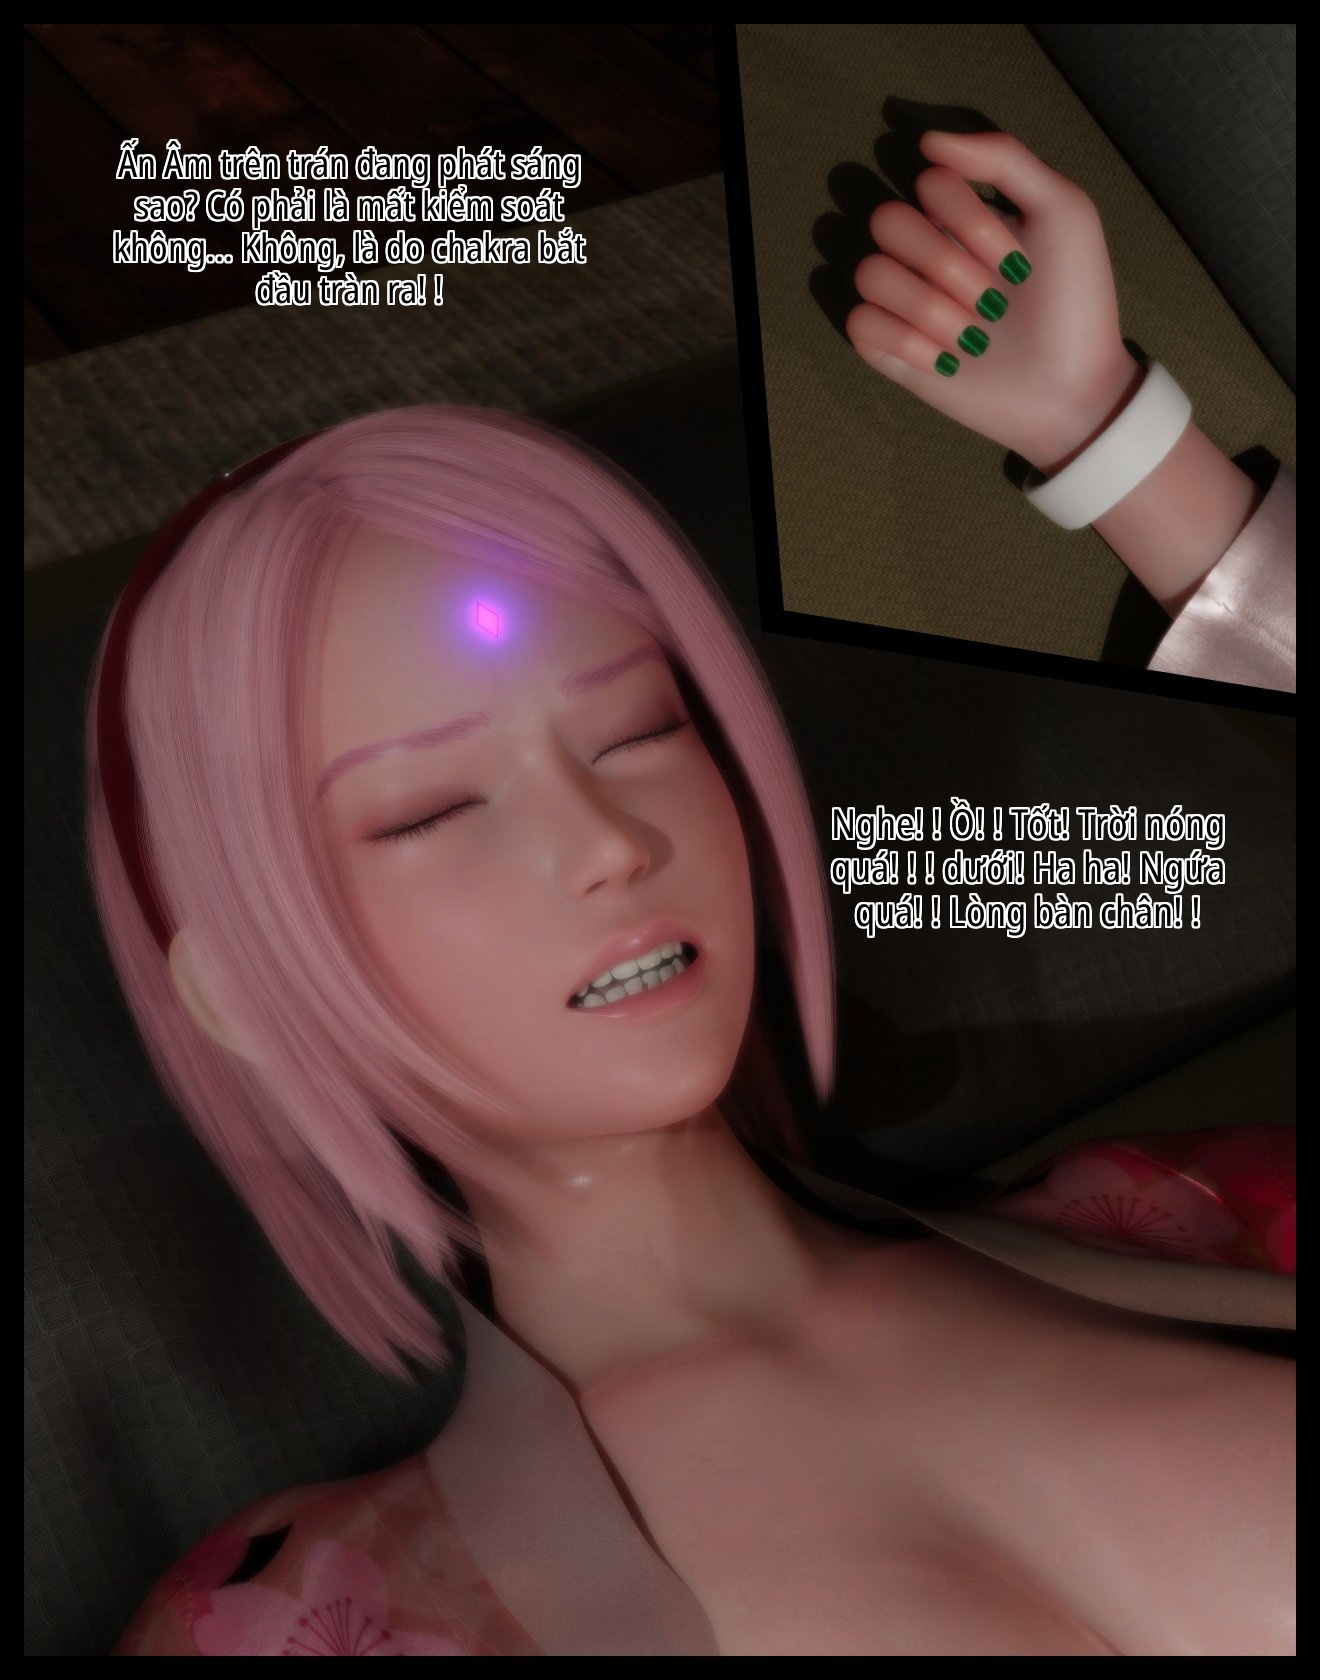 Ấn Âm trên trán đang phát sáng
sao? Có phải là mất kiểm soát
không... Không, là do chakra bắt
đầu tràn ra! !
Nghe! ! Ồ! ! Tốt! Trời nóng
quá! ! ! dưới! Ha ha! Ngứa
quá! ! Lòng bàn chân! !